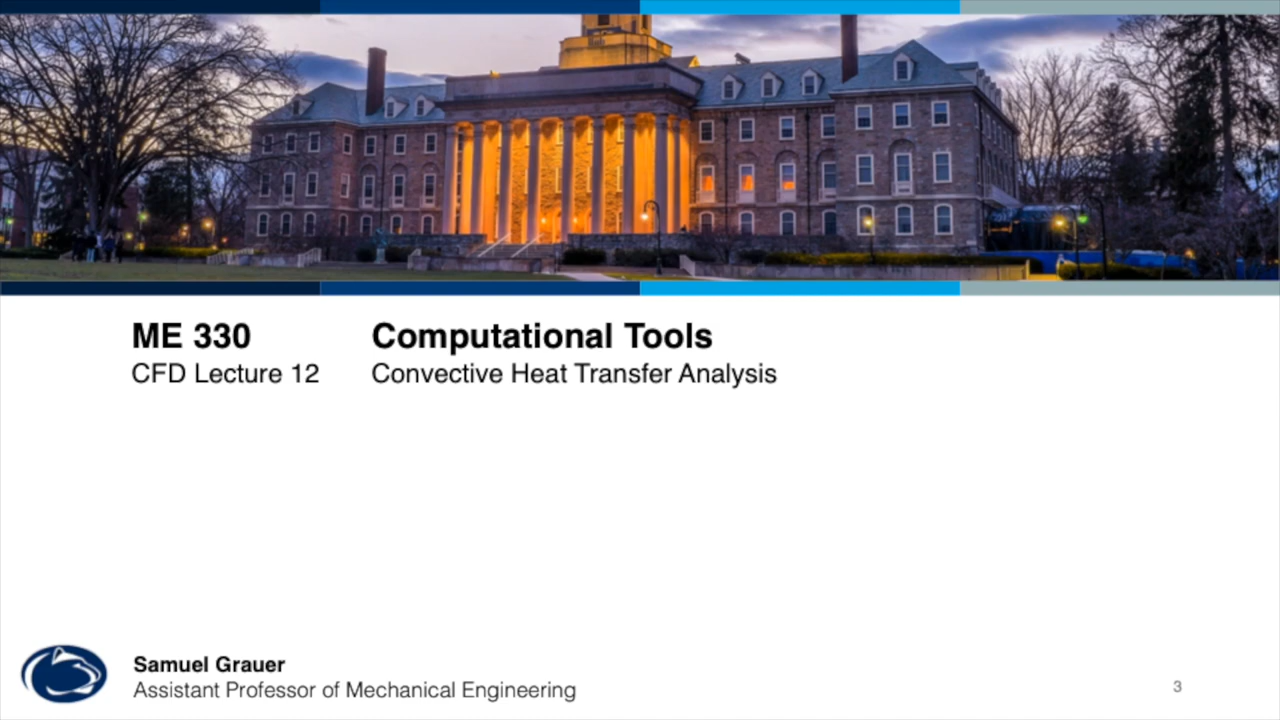 ME 330
Computational Tools
CFD Lecture 12
Convective Heat Transfer Analysis
Samuel Grauer
Assistant Professor of Mechanical Engineering
3